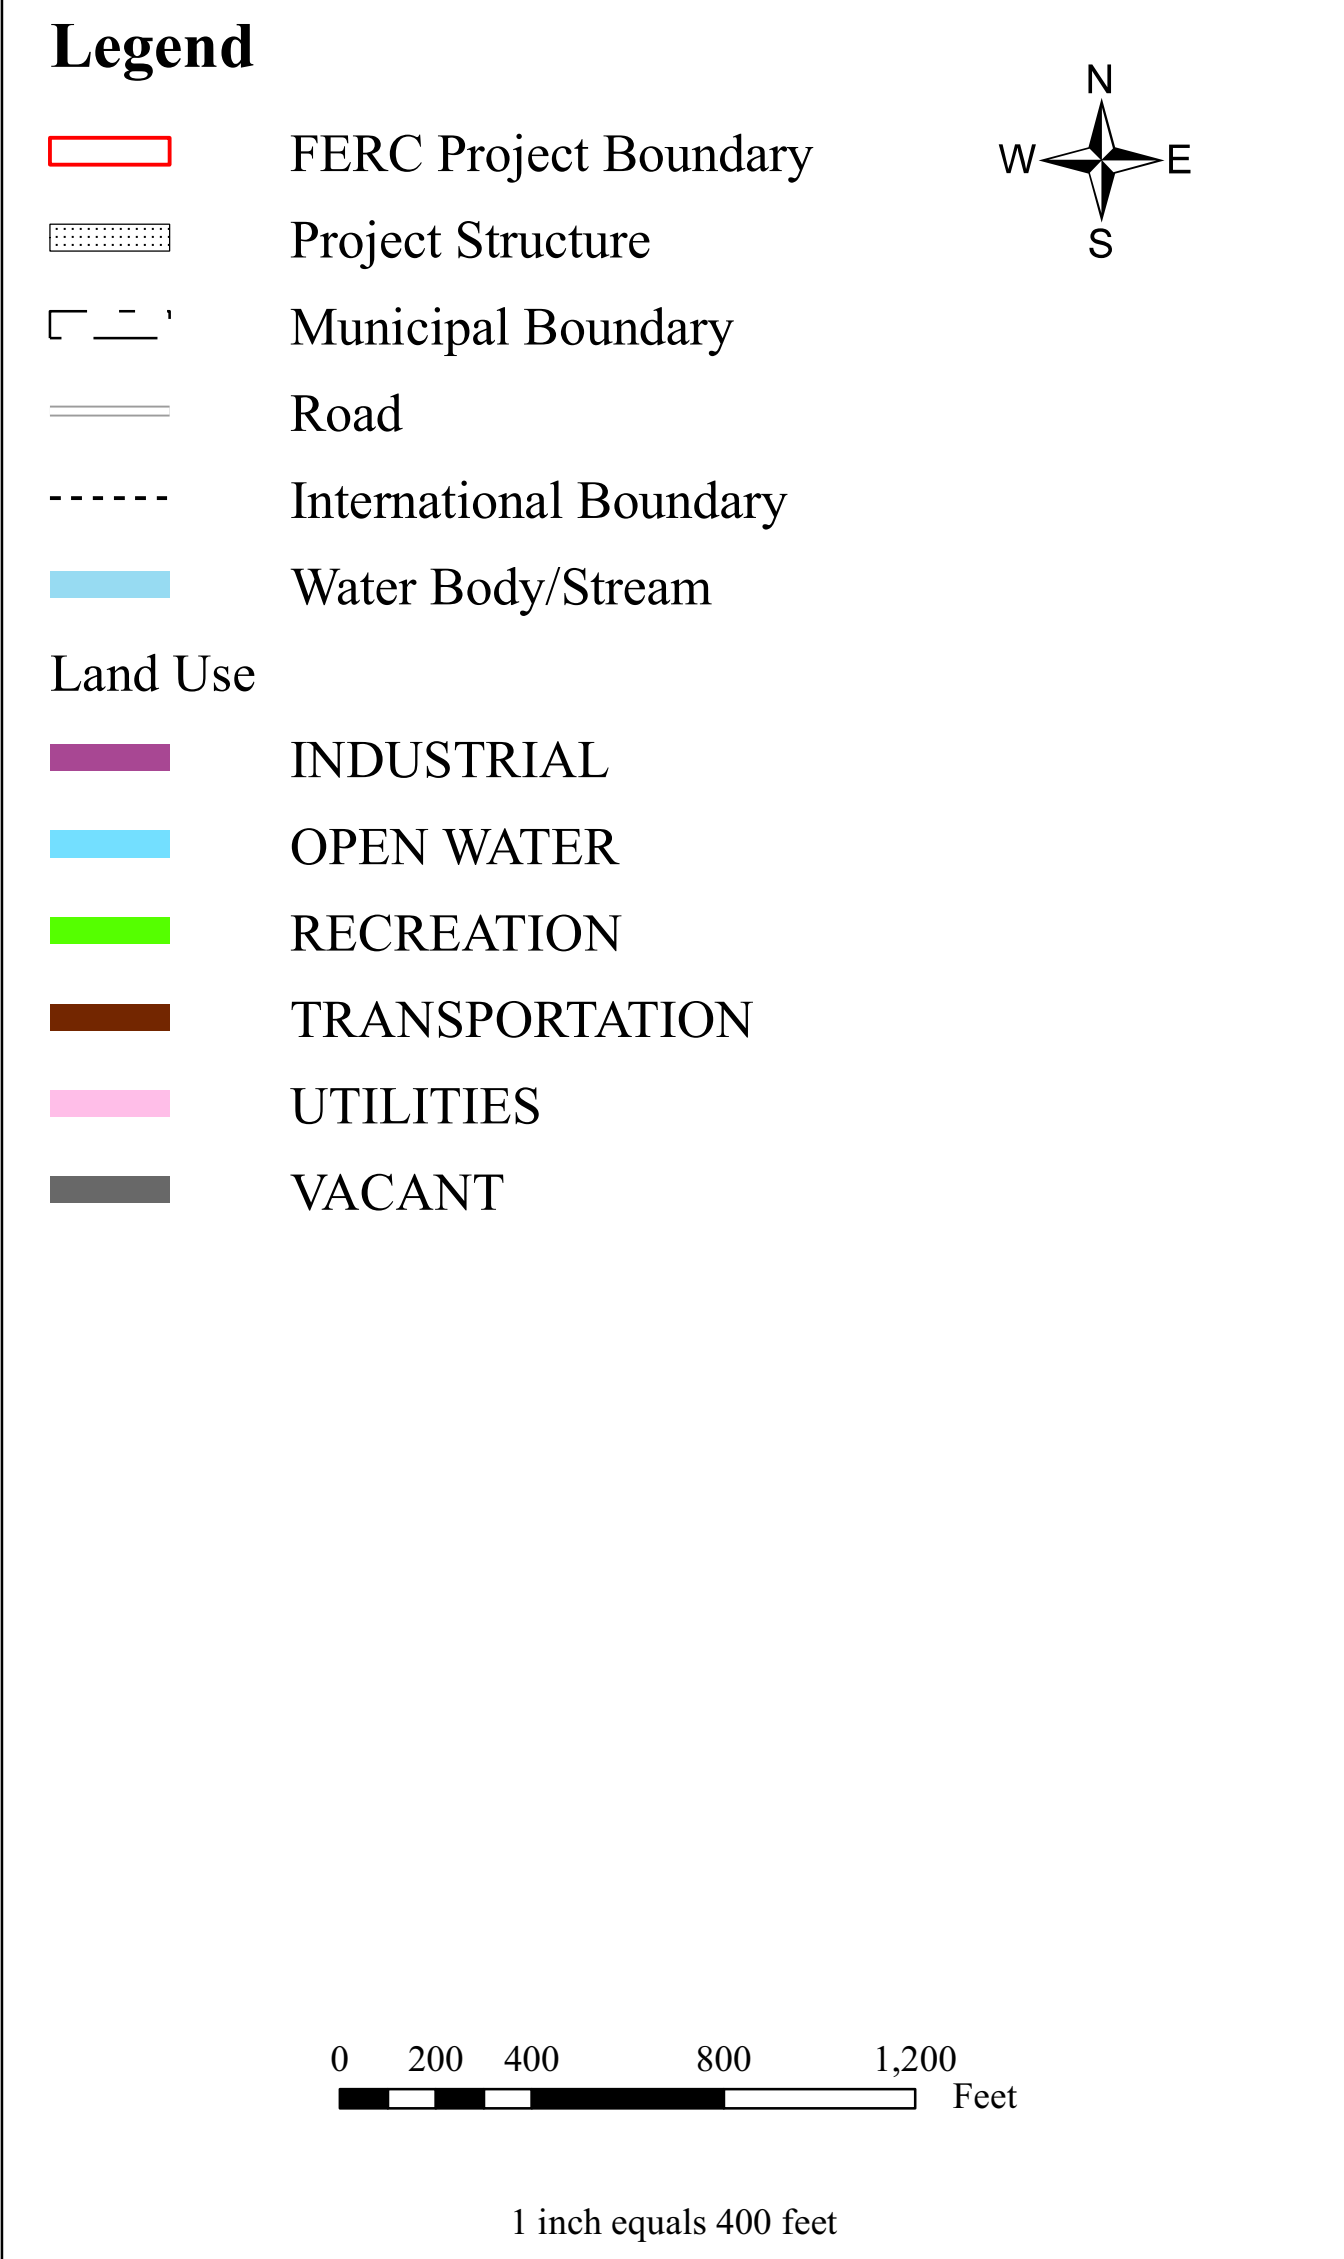 Legend
N
FERC Project Boundary
W E
Project Structure
S
Municipal Boundary
Road
International Boundary
Water Body/Stream
Land Use
INDUSTRIAL
OPEN WATER
RECREATION
TRANSPORTATION
UTILITIES
VACANT
0 200 400 800 1,200
Feet
1 inch equals 400 feet